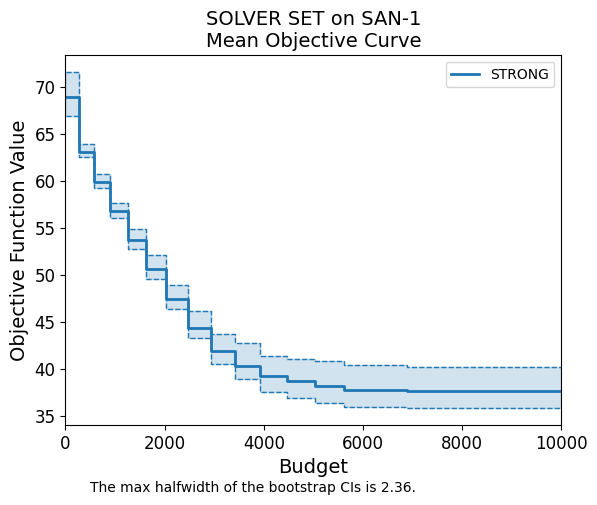 SOLVER SET on SAN-1
Mean Objective Curve
STRONG
Objective Function Value
70
65
60
55
50
45
40
35
0 2000 4000 6000 8000 10000
Budget
The max halfwidth of the bootstrap CIs is 2.36.